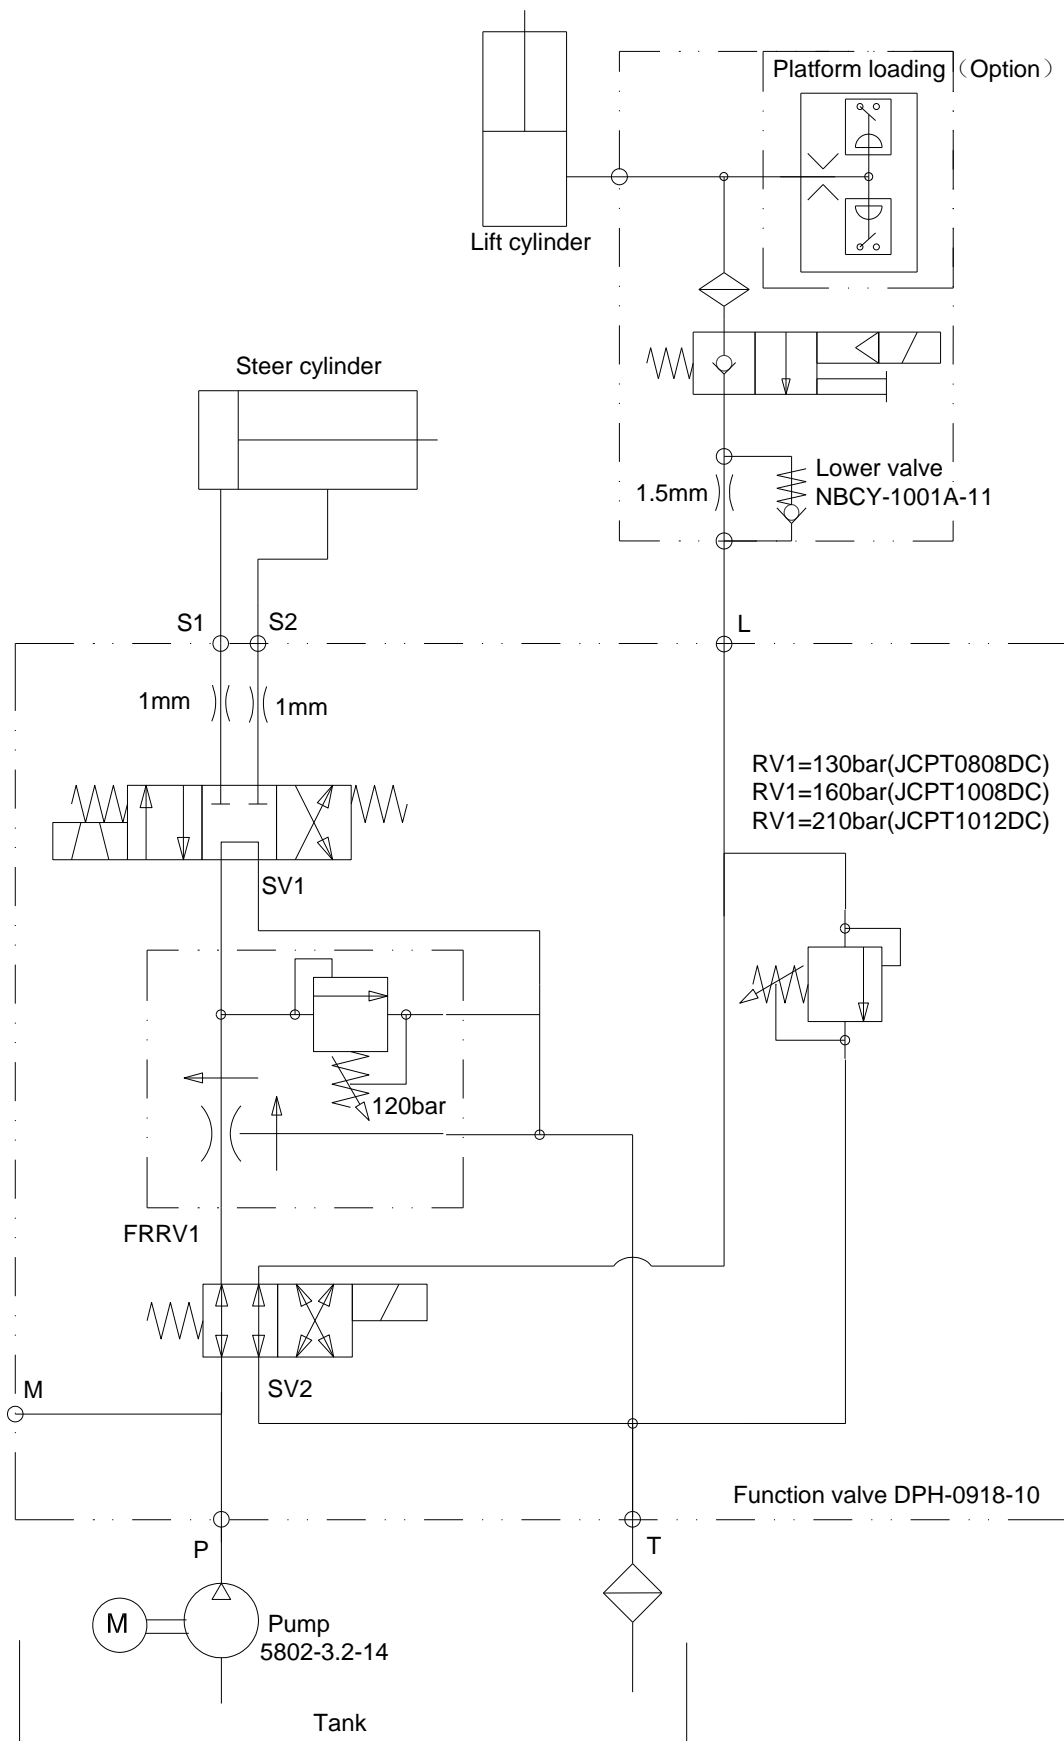 Platform loading（Option）
Lift cylinder
Steer cylinder
Lower valve
NBCY-1001A-11
1.5mm
S1
S2
L
1mm
1mm
RV1=130bar(JCPT0808DC)
RV1=160bar(JCPT1008DC)
RV1=210bar(JCPT1012DC)
SV1
120bar
FRRV1
SV2
M
Function valve DPH-0918-10
P
T
M
Pump
5802-3.2-14
Tank